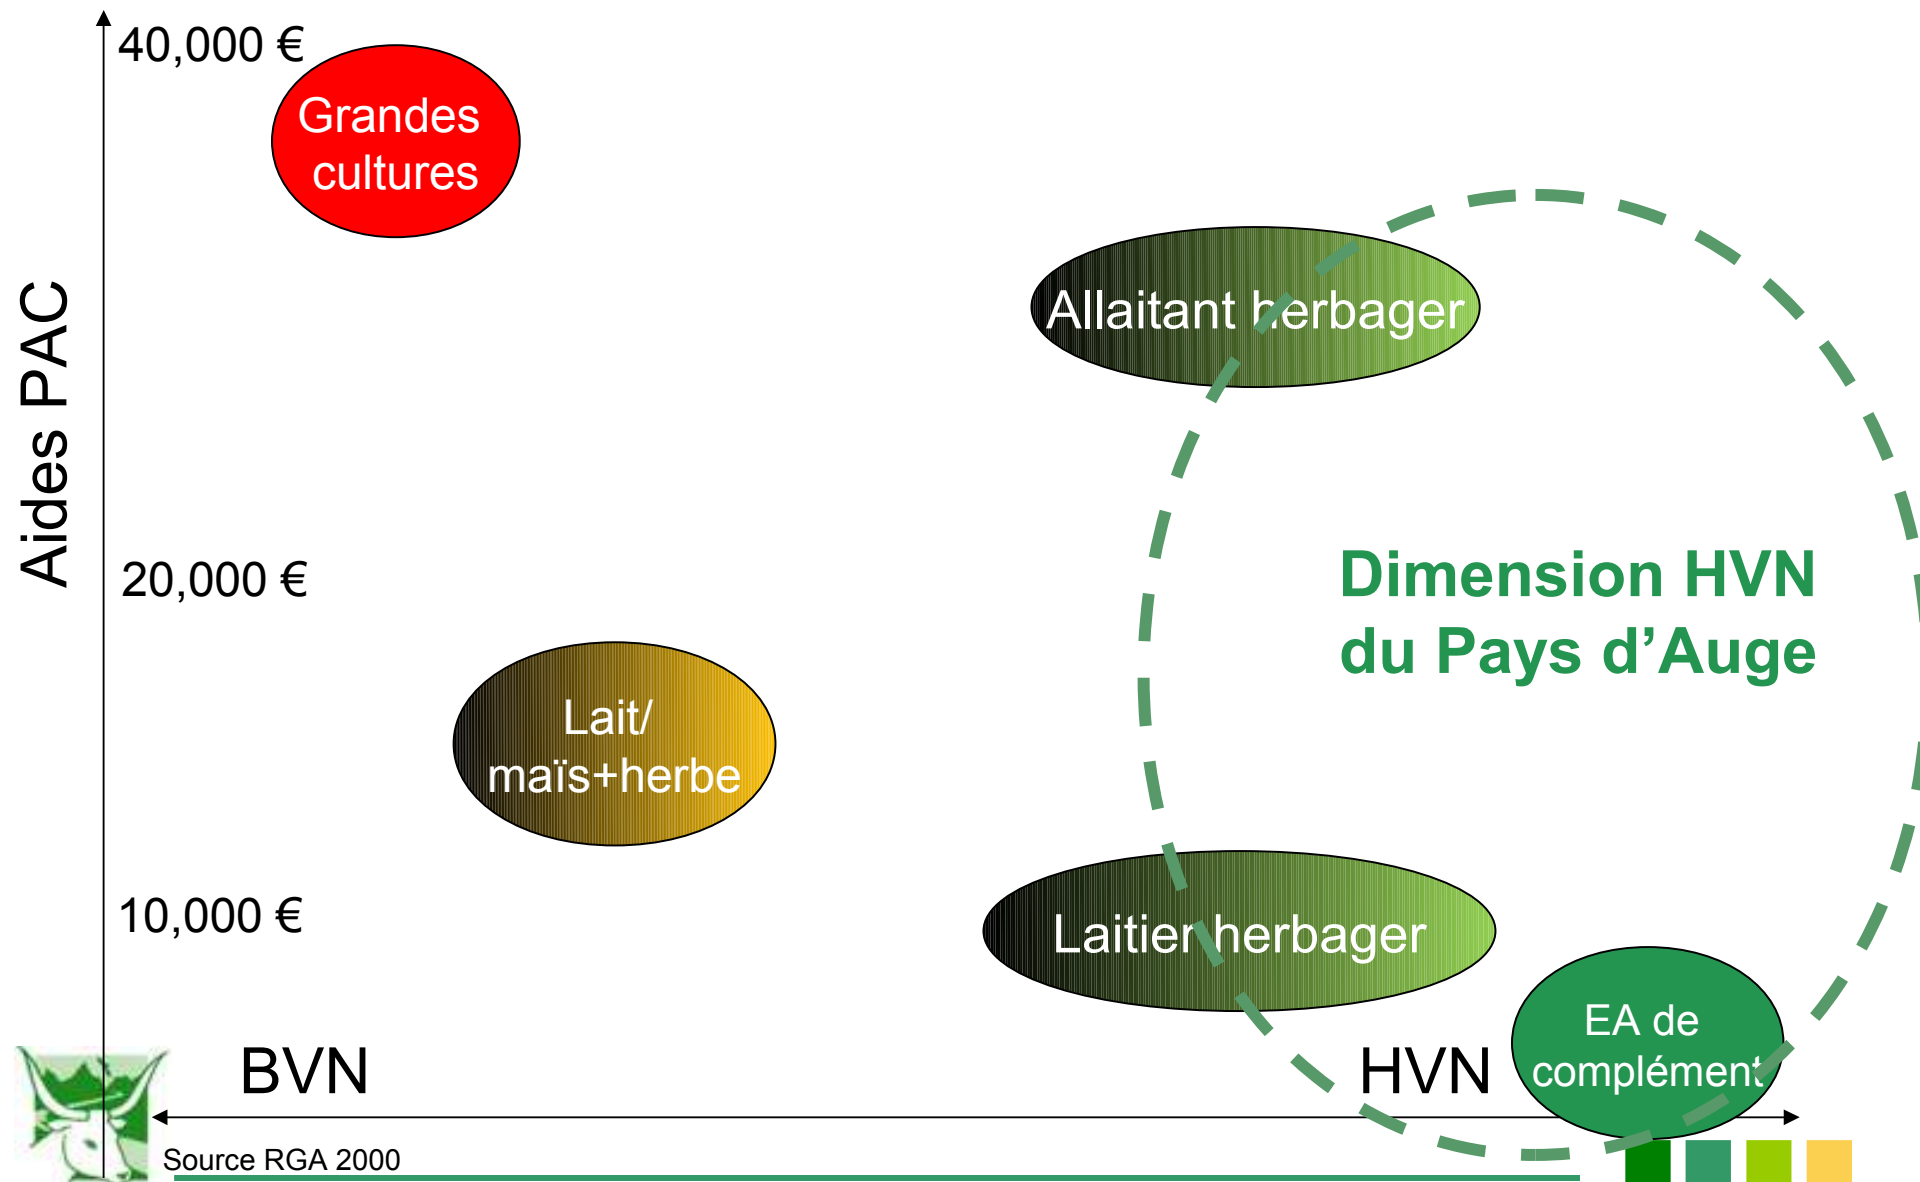 40,000 €
Grandes
cultures
Allaitant herbager
Aides PAC
Dimension HVN
du Pays d’Auge
20,000 €
Lait/
maïs+herbe
10,000 €
Laitier herbager
EA de
complément
BVN
HVN
Source RGA 2000